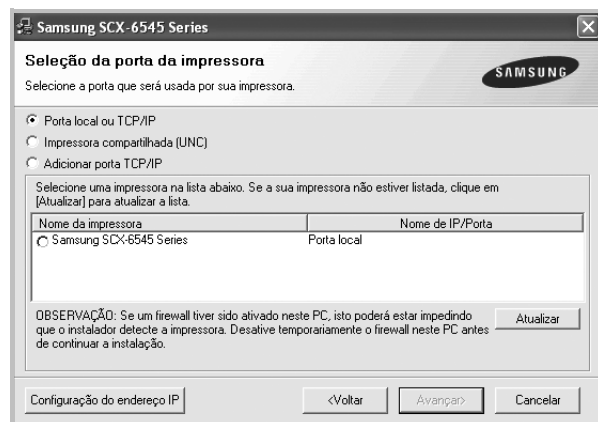 Samsung SCX-6545 Series
Seleção da porta da impressora
Selecione a porta que será usada por sua impressora.
SAMSUNG
Porta local ou TCP/IP
Impressora compartilhada (UNC)
Adicionar porta TCP/IP
Selecione uma impressora na lista abaixo. Se a sua impressora não estiver listada, clique em
[Atualizar] para atualizar a lista.
Nome da impressora Nome de IP/Porta
Samsung SCX-6545 Series Porta local
OBSERVAÇÃO: Se um firewall tiver sido ativado neste PC, isto poderá estar impedindo
que o instalador detecte a impressora. Desative temporariamente o firewall neste PC antes
de continuar a instalação.
Atualizar
Configuração do endereço IP <Voltar Avançar> Cancelar